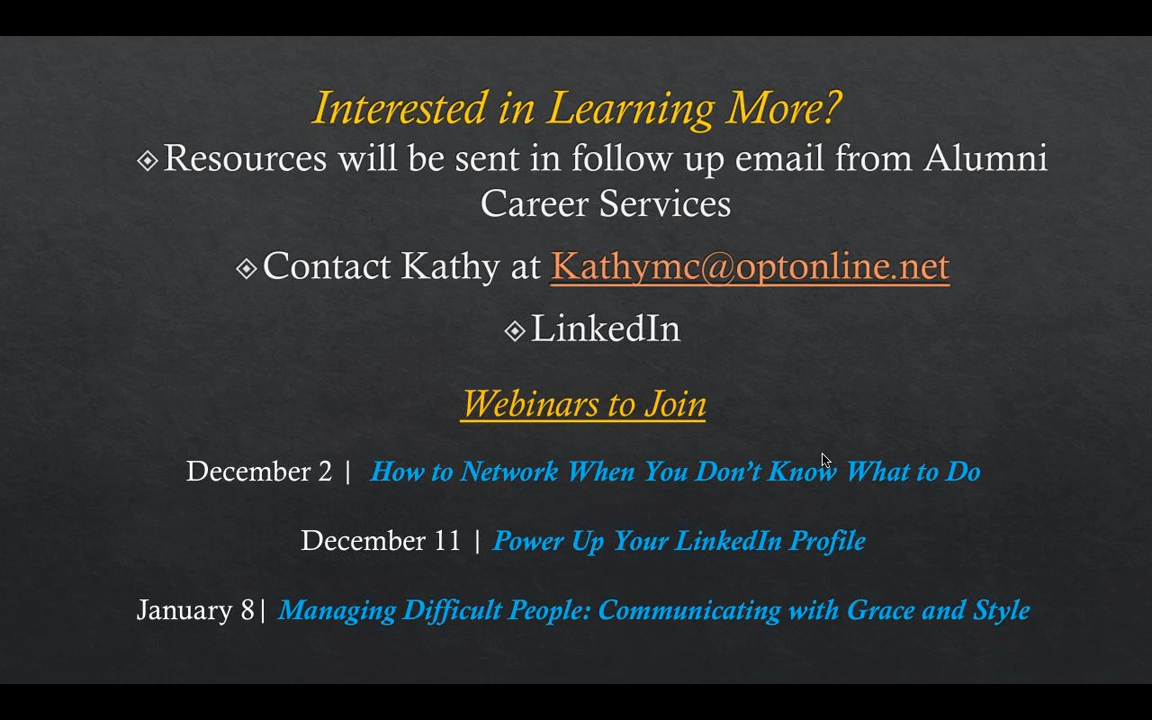 Interested in Learning More?
Resources will be sent in follow up email from Alumni
Career Services
Contact Kathy at Kathymc@optonline.net
LinkedIn
Webinars to Join
December 2 | How to Network When You Don’t Know What to Do
December 11 | Power Up Your LinkedIn Profile
January 8| Managing Difficult People: Communicating with Grace and Style